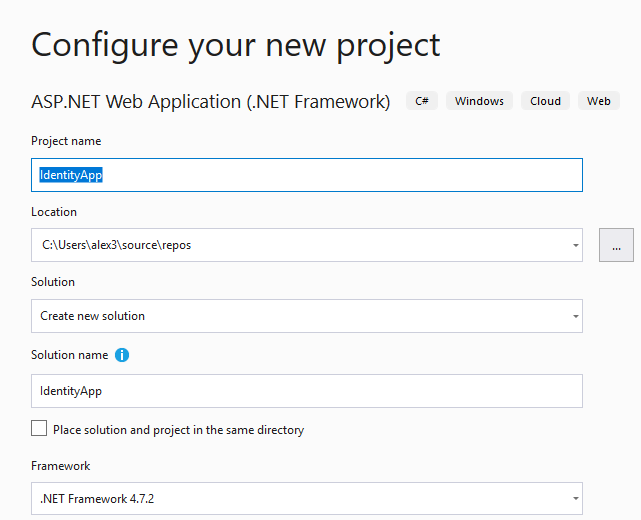 Configure your new project
ASP.NET Web Application (.NET Framework) C# Windows Cloud Web
Project name
IdentityApp
Location
C:\Users\alex3\source\repos
...
Solution
Create new solution
Solution name i
IdentityApp
Place solution and project in the same directory
Framework
.NET Framework 4.7.2